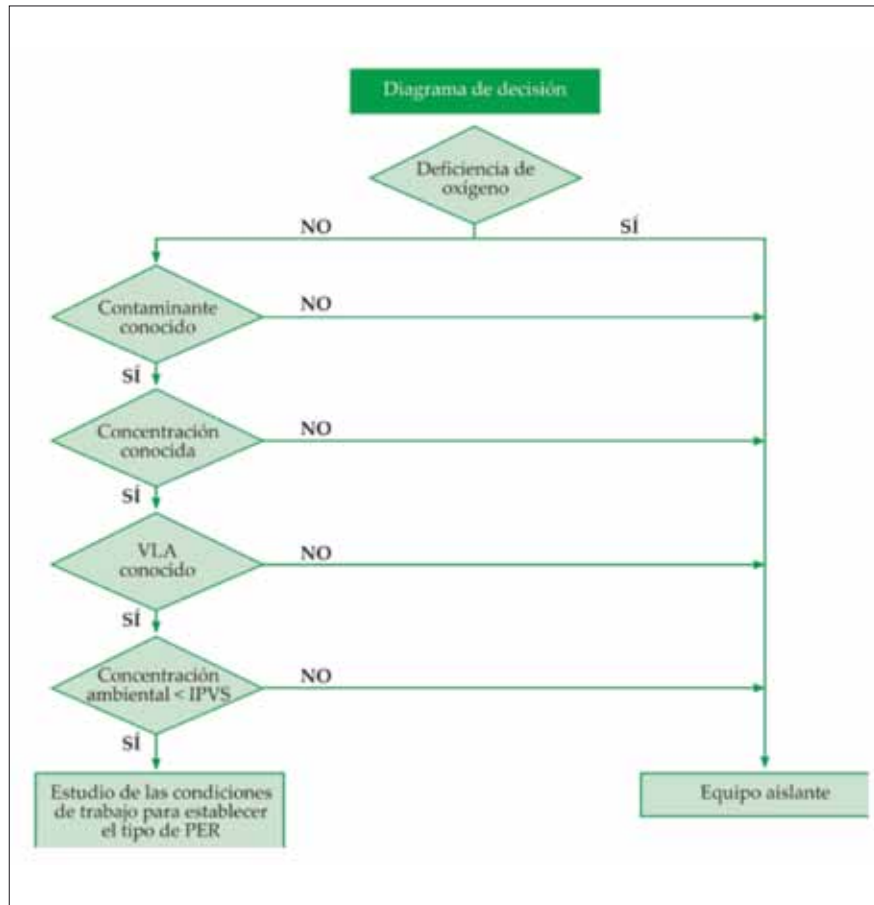 Diagrama de decisión
Deficiencia de
oxígeno
NO
SÍ
Contaminante
conocido
NO
SÍ
Concentración
conocida
NO
SÍ
VLA
conocido
NO
SÍ
Concentración
ambiental < IPVS
NO
SÍ
Estudio de las condiciones
de trabajo para establecer
el tipo de PER
Equipo aislante